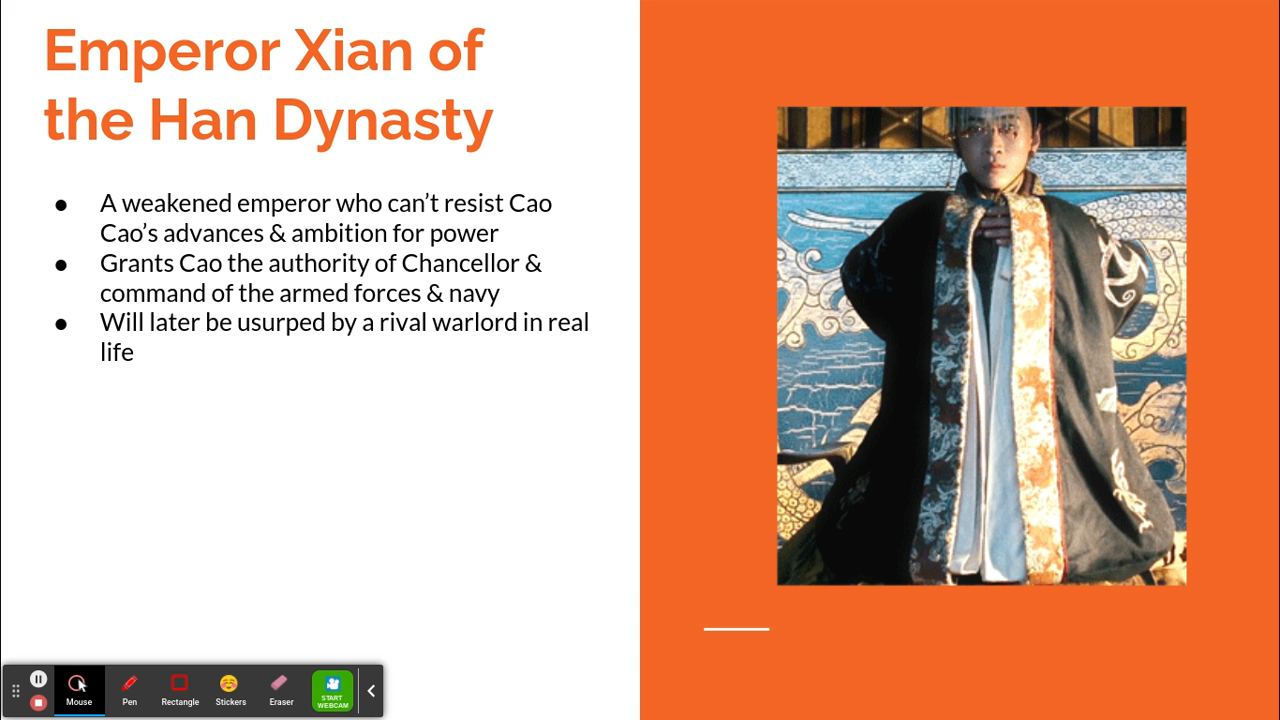 Emperor Xian of
the Han Dynasty
● A weakened emperor who can’t resist Cao
Cao’s advances & ambition for power
● Grants Cao the authority of Chancellor &
command of the armed forces & navy
● Will later be usurped by a rival warlord in real
life
Mouse
Pen
Rectangle
Stickers
Eraser
START
WEBCAM